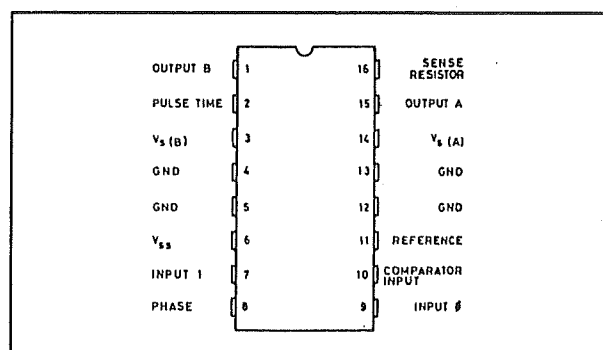 OUTPUT B 1 16 SENSE RESISTOR
PULSE TIME 2 15 OUTPUT A
Vs (B) 3 14 Vs (A)
GND 4 13 GND
GND 5 12 GND
Vss 6 11 REFERENCE
INPUT 1 7 10 COMPARATOR INPUT
PHASE 8 9 INPUT 0